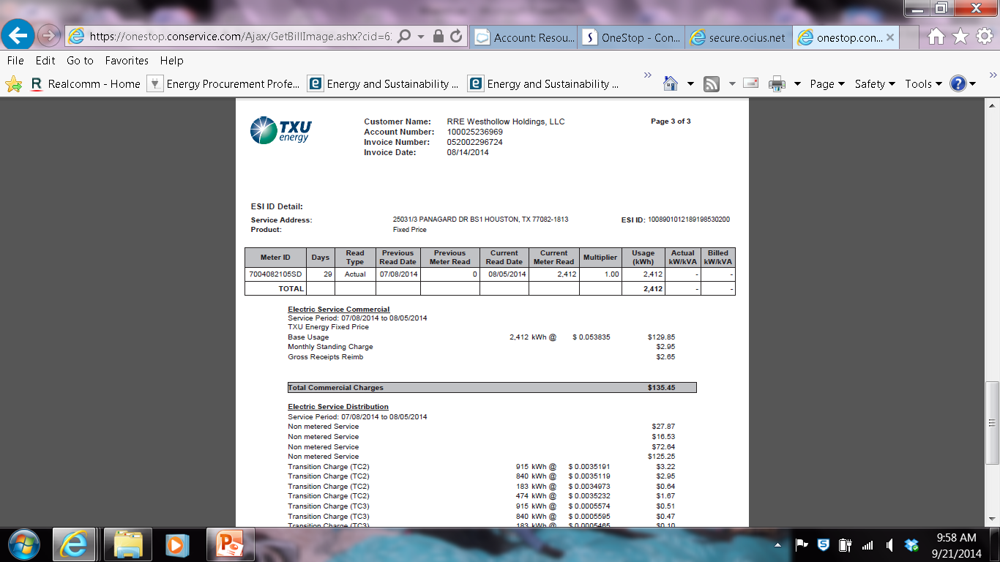 https://onestop.conservice.com/Ajax/GetBillImage.ashx?cid=6
Account: Resou... OneStop - Con... secure.ocius.net onestop.con...
File Edit Go to Favorites Help
Realcomm - Home Energy Procurement Profe... Energy and Sustainability ... Energy and Sustainability ... Page Safety Tools
TXU energy
Customer Name: RRE Westhollow Holdings, LLC Page 3 of 3
Account Number: 100025236969
Invoice Number: 052002296724
Invoice Date: 08/14/2014
ESI ID Detail:
Service Address: 25031/3 PANAGARD DR BS1 HOUSTON, TX 77082-1813 ESI ID: 1008901012189198530200
Product: Fixed Price
Meter ID Days Read Type Previous Read Date Previous Meter Read Current Read Date Current Meter Read Multiplier Usage (kWh) Actual kW/kVA Billed kW/kVA
7004082105SD 29 Actual 07/08/2014 0 08/05/2014 2,412 1.00 2,412 - -
TOTAL 2,412 - -
Electric Service Commercial
Service Period: 07/08/2014 to 08/05/2014
TXU Energy Fixed Price
Base Usage 2,412 kWh @ $ 0.053835 $129.85
Monthly Standing Charge $2.95
Gross Receipts Reimb $2.65
Total Commercial Charges $135.45
Electric Service Distribution
Service Period: 07/08/2014 to 08/05/2014
Non metered Service $27.87
Non metered Service $16.53
Non metered Service $72.64
Non metered Service $125.25
Transition Charge (TC2) 915 kWh @ $ 0.0035191 $3.22
Transition Charge (TC2) 840 kWh @ $ 0.0035119 $2.95
Transition Charge (TC2) 183 kWh @ $ 0.0034973 $0.64
Transition Charge (TC2) 474 kWh @ $ 0.0035232 $1.67
Transition Charge (TC3) 915 kWh @ $ 0.0005574 $0.51
Transition Charge (TC3) 840 kWh @ $ 0.0005595 $0.47
Transition Charge (TC3) 183 kWh @ $ 0.0005465 $0.10
9:58 AM
9/21/2014